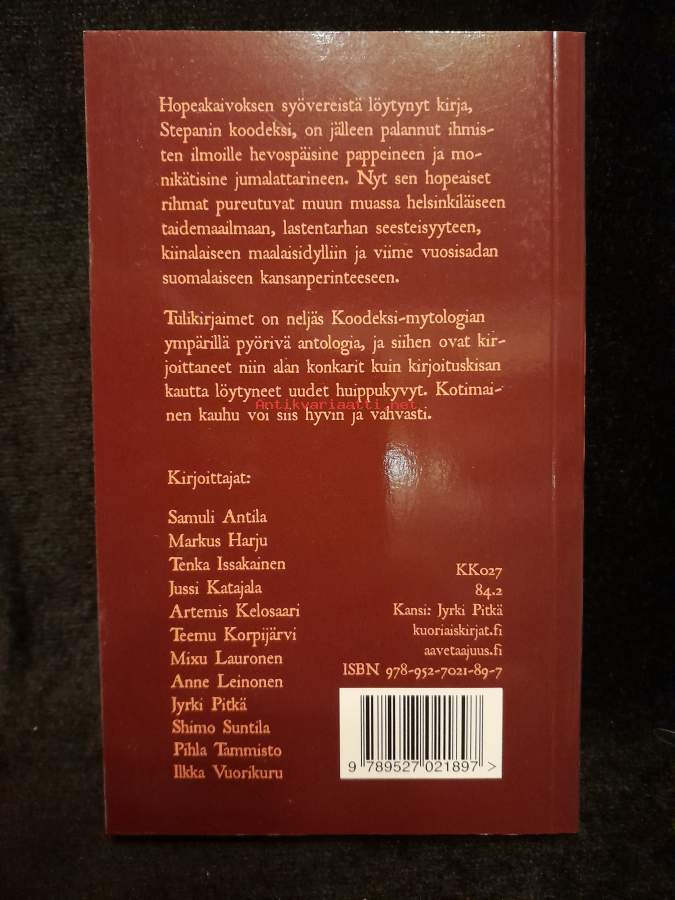 Hopeakaivoksen syövereistä löytynyt kirja,
Stepanin koodeksi, on jälleen palannut ihmis-
ten ilmoille hevospäisine pappeineen ja mo-
nikätisine jumalattarineen. Nyt sen hopeaiset
rihmat pureutuvat muun muassa helsinkiläiseen
taidemaailmaan, lastentarhan seesteisyyteen,
kiinalaiseen maalaisidylliin ja viime vuosisadan
suomalaiseen kansanperinteeseen.
Tulikirjaimet on neljäs Koodeksi-mytologian
ympärillä pyörivä antologia, ja siihen ovat kir-
joittaneet niin alan konkarit kuin kirjoituskisan
kautta löytyneet uudet huippukyvyt. Kotimai-
Antikvariaatti.net
nen kauhu voi siis hyvin ja vahvasti.
Kirjoittajat:
Samuli Antila
Markus Harju
Tenka Issakainen
Jussi Katajala
Artemis Kelosaari
Teemu Korpijärvi
Mixu Lauronen
Anne Leinonen
Jyrki Pitkä
Shimo Suntila
Pihla Tammisto
Ilkka Vuorikuru
KK027
84.2
Kansi: Jyrki Pitkä
kuoriaiskirjat.fi
aavetaajuus.fi
ISBN 978-952-7021-89-7
9 789527 021897 >